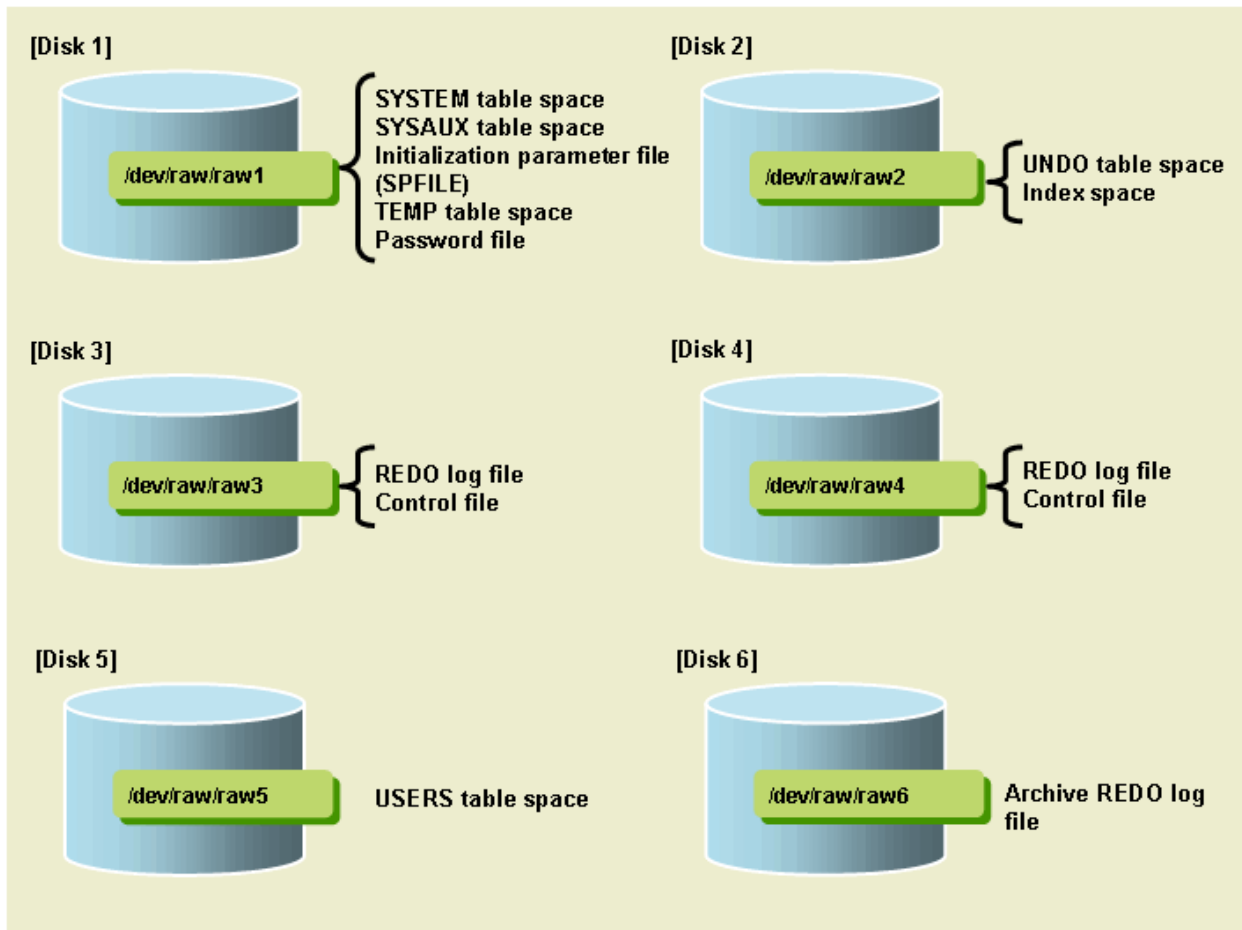 [Disk 1]
/dev/raw/raw1
SYSTEM table space
SYSAUX table space
Initialization parameter file
(SPFILE)
TEMP table space
Password file
[Disk 2]
/dev/raw/raw2
UNDO table space
Index space
[Disk 3]
/dev/raw/raw3
REDO log file
Control file
[Disk 4]
/dev/raw/raw4
REDO log file
Control file
[Disk 5]
/dev/raw/raw5
USERS table space
[Disk 6]
/dev/raw/raw6
Archive REDO log
file